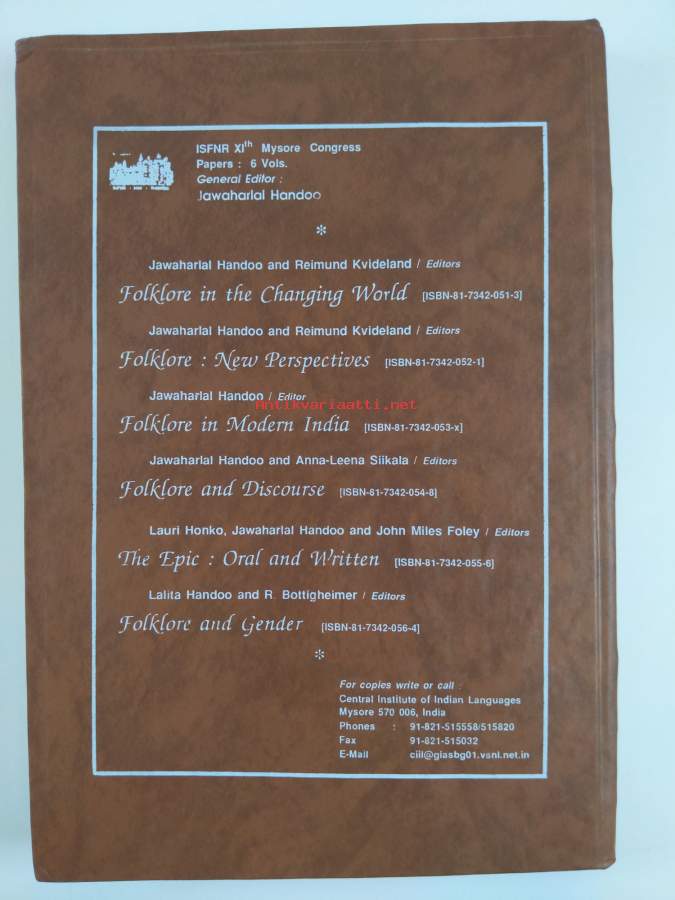 ISFNR XIth Mysore Congress
Papers : 6 Vols.
General Editor :
Jawaharlal Handoo
*
Jawaharlal Handoo and Reimund Kvideland / Editors
Folklore in the Changing World [ISBN-81-7342-051-3]
Jawaharlal Handoo and Reimund Kvideland / Editors
Folklore : New Perspectives [ISBN-81-7342-052-1]
Jawaharlal Handoo / Editor
Antikvariaatti.net
Folklore in Modern India [ISBN-81-7342-053-x]
Jawaharlal Handoo and Anna-Leena Siikala / Editors
Folklore and Discourse [ISBN-81-7342-054-8]
Lauri Honko, Jawaharlal Handoo and John Miles Foley / Editors
The Epic : Oral and Written [ISBN-81-7342-055-6]
Lalita Handoo and R. Bottigheimer / Editors
Folklore and Gender [ISBN-81-7342-056-4]
*
For copies write or call :
Central Institute of Indian Languages
Mysore 570 006, India
Phones : 91-821-515558/515820
Fax 91-821-515032
E-Mail ciil@giasbg01.vsnl.net.in